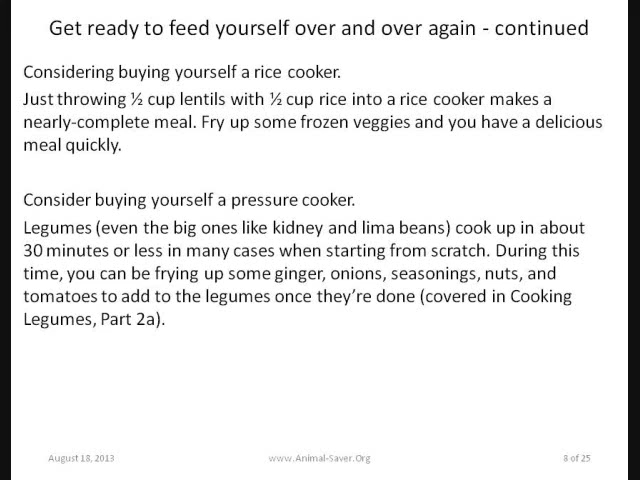 Get ready to feed yourself over and over again - continued
Considering buying yourself a rice cooker.
Just throwing ½ cup lentils with ½ cup rice into a rice cooker makes a
nearly-complete meal. Fry up some frozen veggies and you have a delicious
meal quickly.
Consider buying yourself a pressure cooker.
Legumes (even the big ones like kidney and lima beans) cook up in about
30 minutes or less in many cases when starting from scratch. During this
time, you can be frying up some ginger, onions, seasonings, nuts, and
tomatoes to add to the legumes once they’re done (covered in Cooking
Legumes, Part 2a).
August 18, 2013
www.Animal-Saver.Org
8 of 25